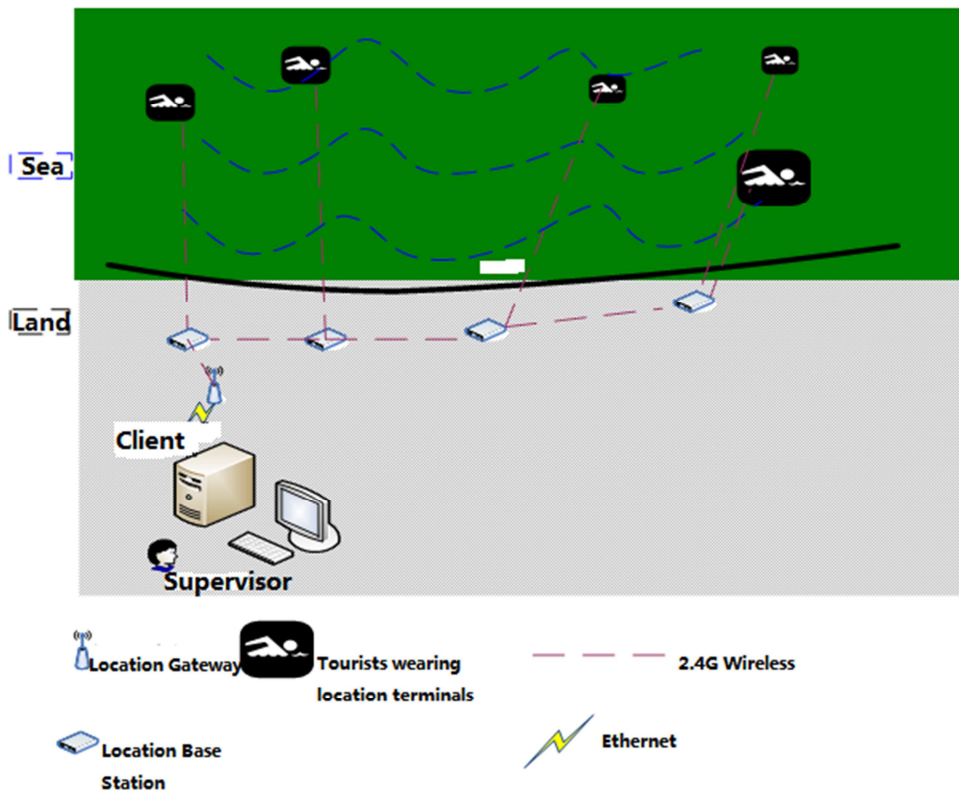 Sea
Land
Client
Supervisor
Location Gateway
Tourists wearing
location terminals
2.4G Wireless
Location Base
Station
Ethernet